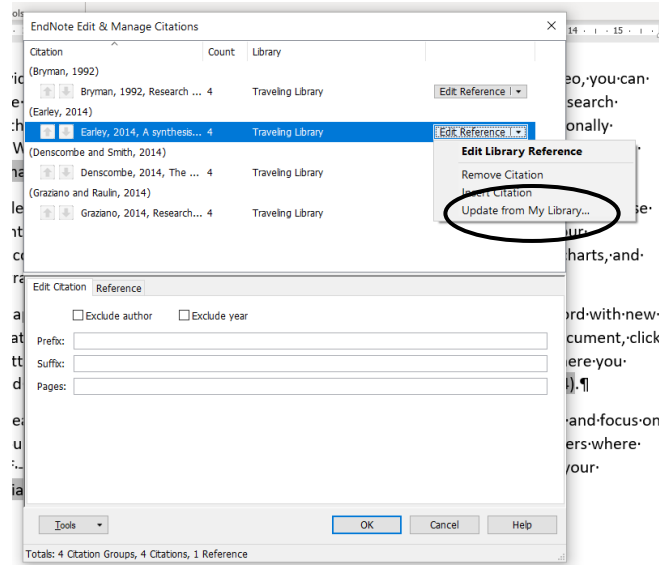 ols
EndNote Edit & Manage Citations
14 · ı · 15 · ı ·
Citation Count Library
(Bryman, 1992)
Bryman, 1992, Research ... 4 Traveling Library Edit Reference
(Earley, 2014)
Earley, 2014, A synthesis... 4 Traveling Library Edit Reference
(Denscombe and Smith, 2014)
Denscombe, 2014, The ... 4 Traveling Library
(Graziano and Raulin, 2014)
Graziano, 2014, Research... 4 Traveling Library
Edit Library Reference
Remove Citation
Insert Citation
Update from My Library...
eo,·you·can·
search·
onally·
se·
our·
harts,·and·
Edit Citation Reference
Exclude author Exclude year
Prefix:
Suffix:
Pages:
ord·with·new·
cument,·click
ere·you·
).¶
·and·focus·on
ers·where·
your·
Tools OK Cancel Help
Totals: 4 Citation Groups, 4 Citations, 1 Reference